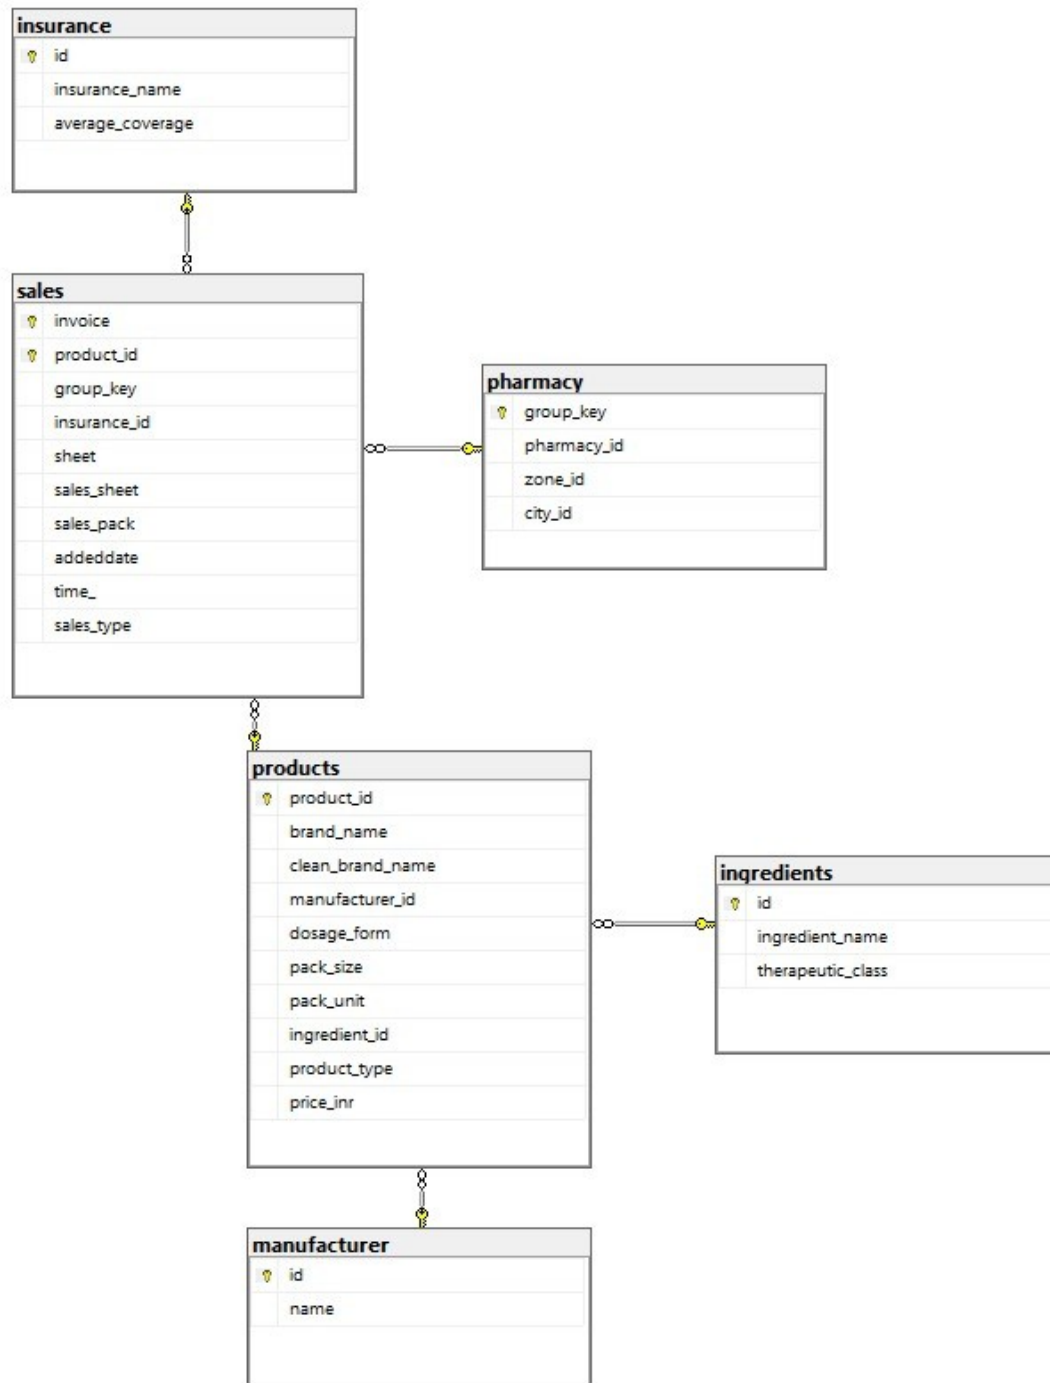 insurance
id
insurance_name
average_coverage
sales
invoice
product_id
group_key
insurance_id
sheet
sales_sheet
sales_pack
addeddate
time_
sales_type
pharmacy
group_key
pharmacy_id
zone_id
city_id
products
product_id
brand_name
clean_brand_name
manufacturer_id
dosage_form
pack_size
pack_unit
ingredient_id
product_type
price_inr
ingredients
id
ingredient_name
therapeutic_class
manufacturer
id
name